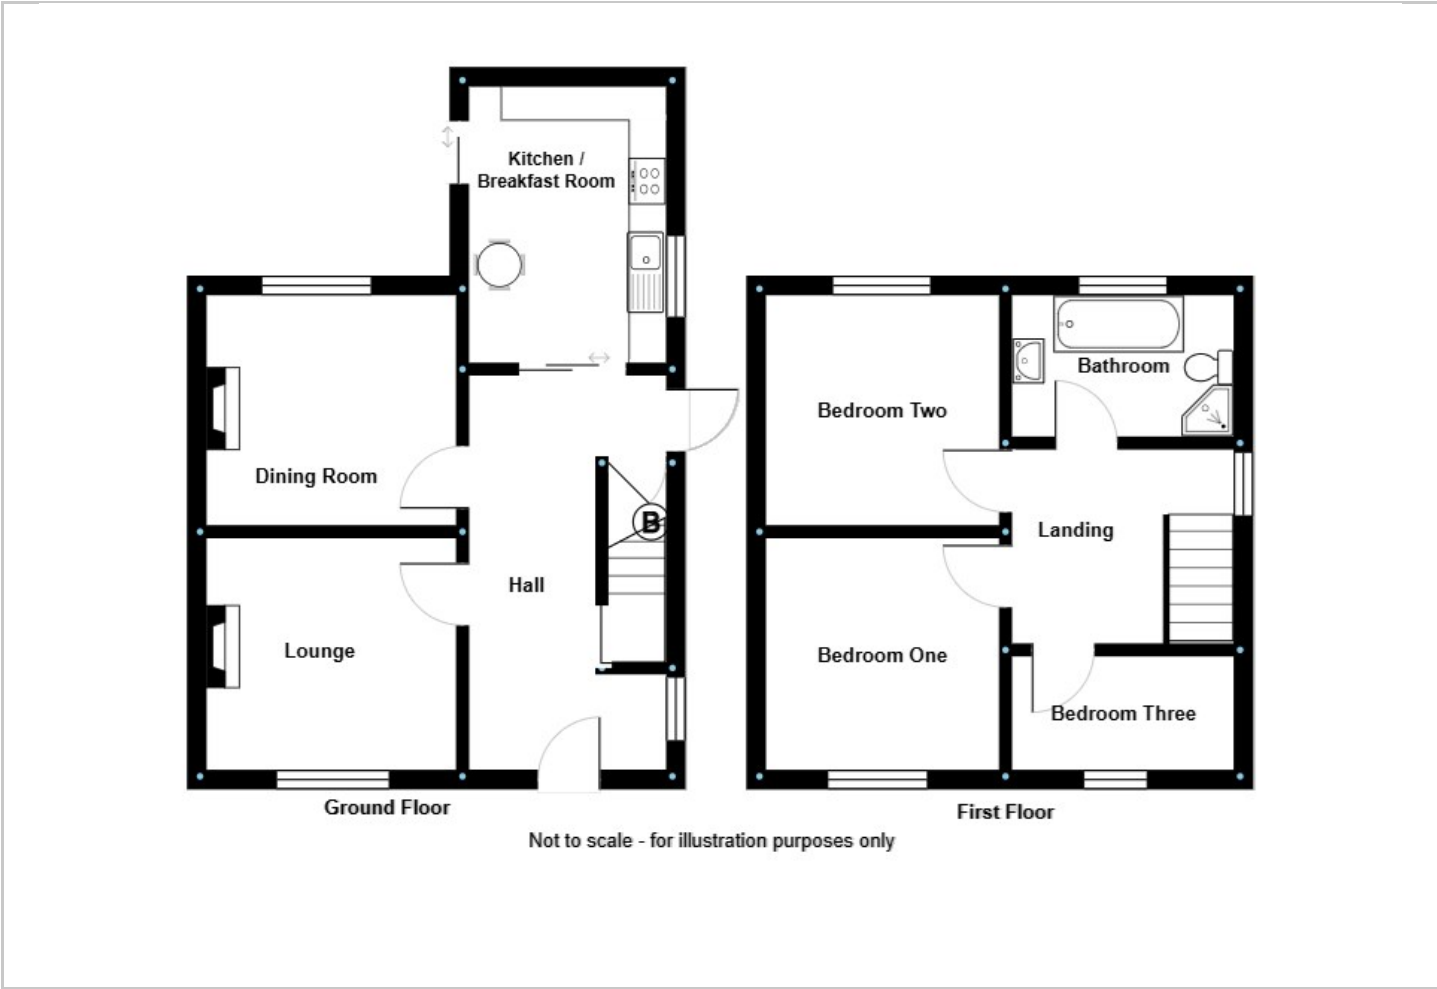 Kitchen /
Breakfast Room
Dining Room
B
Hall
Lounge
Ground Floor
Bedroom Two
Bathroom
Landing
Bedroom One
Bedroom Three
First Floor
Not to scale - for illustration purposes only